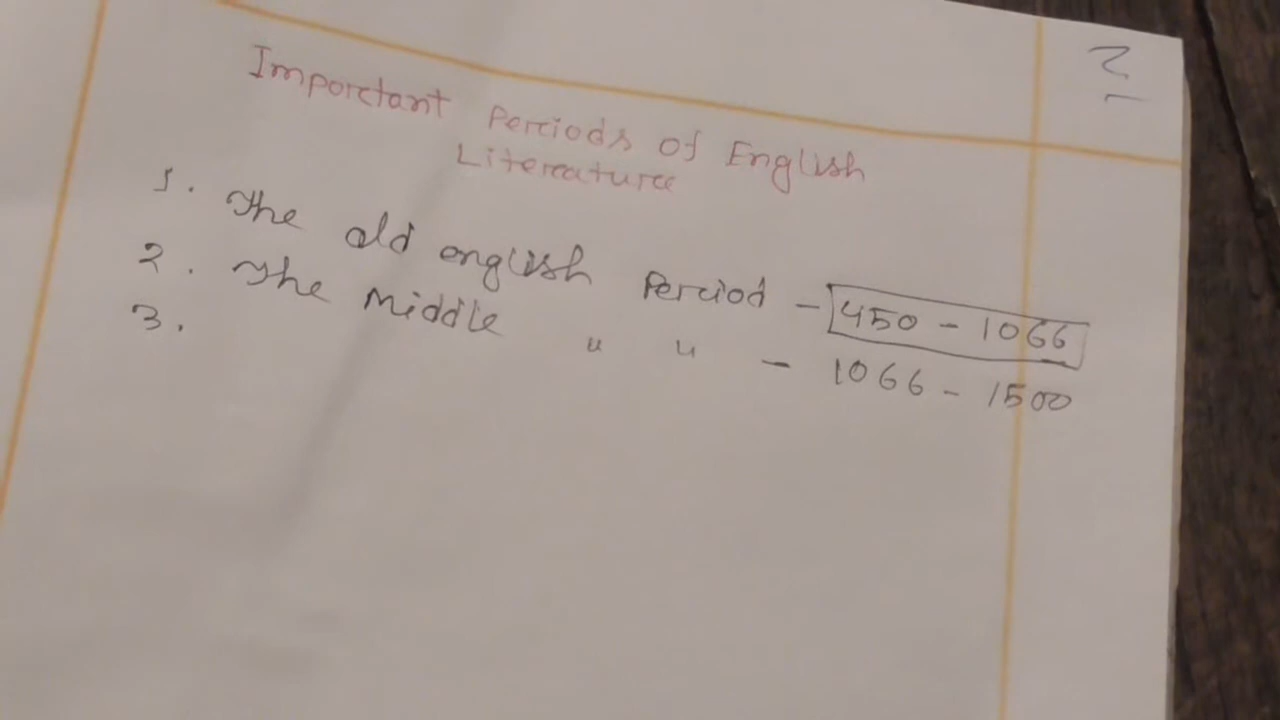 Important Periods of English
Literature
1. The old english Period - 450 - 1066
2. The Middle " " - 1066 - 1500
3.